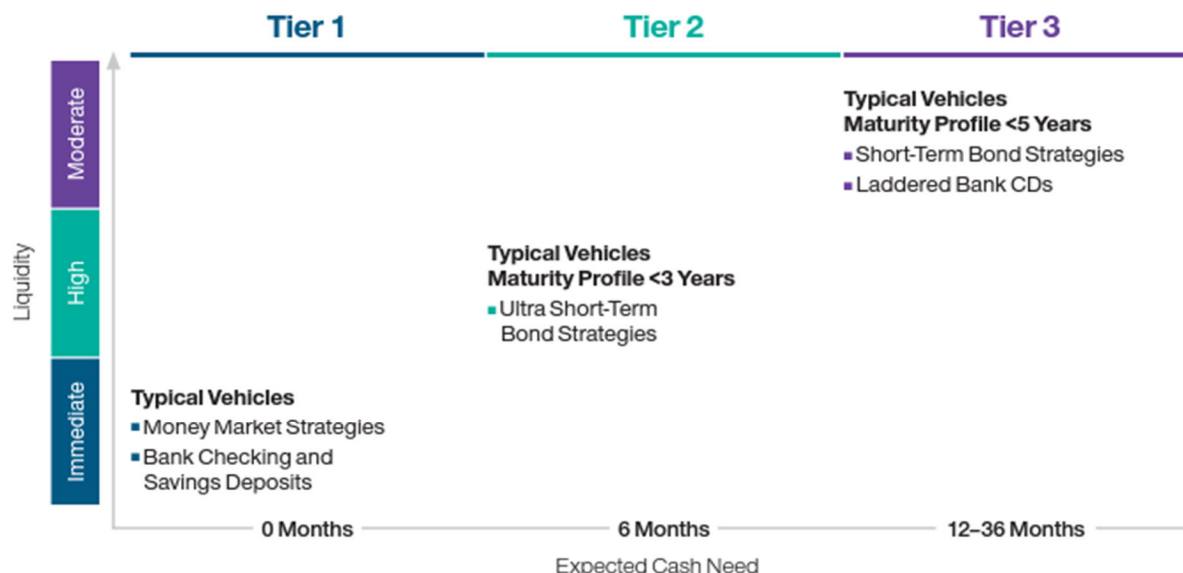 Tier 1
Tier 2
Tier 3
Liquidity
Moderate
High
Immediate
Typical Vehicles
Maturity Profile <5 Years
Short-Term Bond Strategies
Laddered Bank CDs
Typical Vehicles
Maturity Profile <3 Years
Ultra Short-Term
Bond Strategies
Typical Vehicles
Money Market Strategies
Bank Checking and
Savings Deposits
0 Months
6 Months
12–36 Months
Expected Cash Need